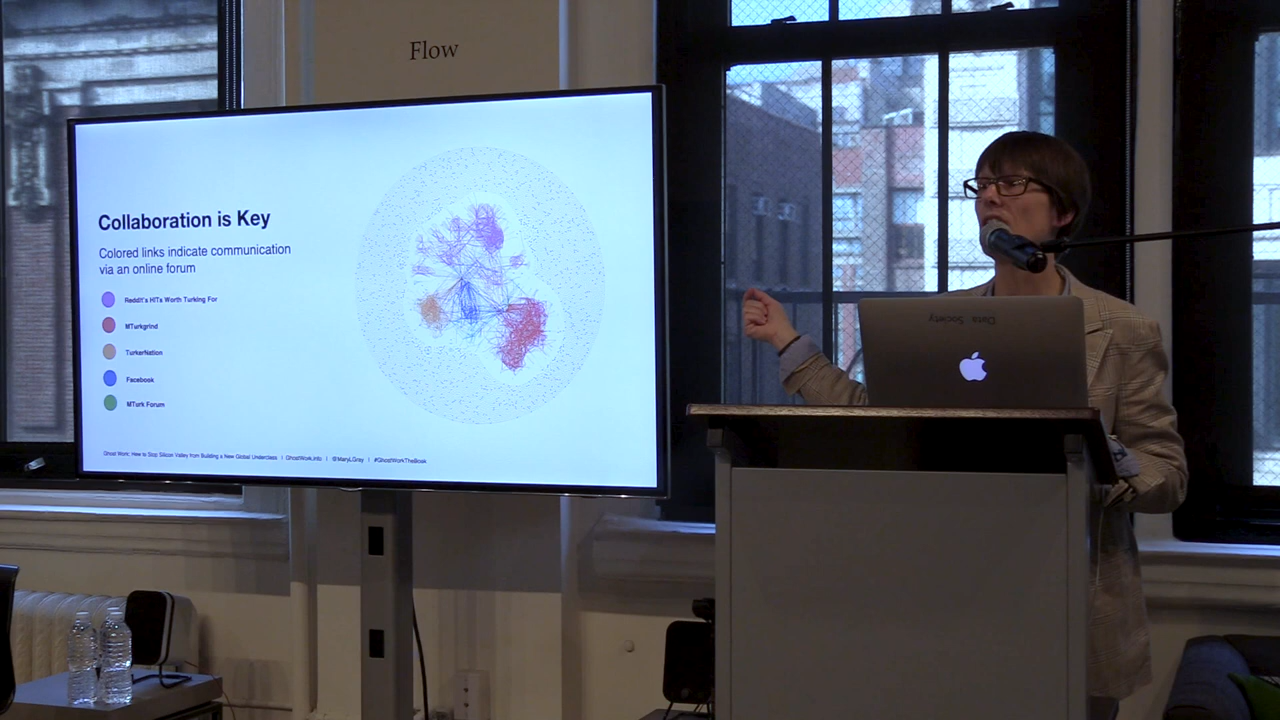 Flow
Collaboration is Key
Colored links indicate communication
via an online forum
Reddit's HITs Worth Turking For
MTurkgrind
TurkerNation
Facebook
MTurk Forum
Ghost Work: How to Stop Silicon Valley from Building a New Global Underclass | GhostWork.info | @MaryLGray | #GhostWorkTheBook
Data & Society